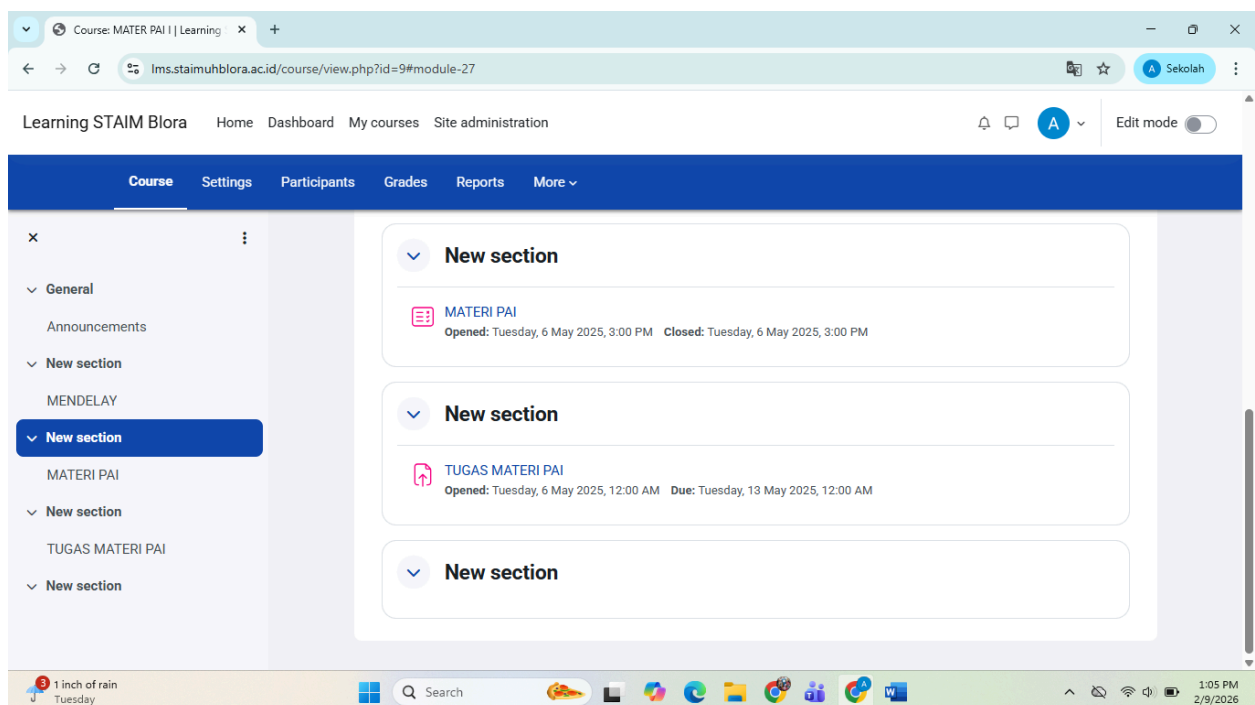 Course: MATER PAI I | Learning S
lms.staimuhblora.ac.id/course/view.php?id=9#module-27
A Sekolah
Learning STAIM Blora Home Dashboard My courses Site administration A Edit mode
Course Settings Participants Grades Reports More
General
Announcements
New section
MENDELAY
New section
MATERI PAI
New section
TUGAS MATERI PAI
New section
New section
MATERI PAI
Opened: Tuesday, 6 May 2025, 3:00 PM Closed: Tuesday, 6 May 2025, 3:00 PM
New section
TUGAS MATERI PAI
Opened: Tuesday, 6 May 2025, 12:00 AM Due: Tuesday, 13 May 2025, 12:00 AM
New section
3 1 inch of rain
Tuesday
Search
1:05 PM
2/9/2026